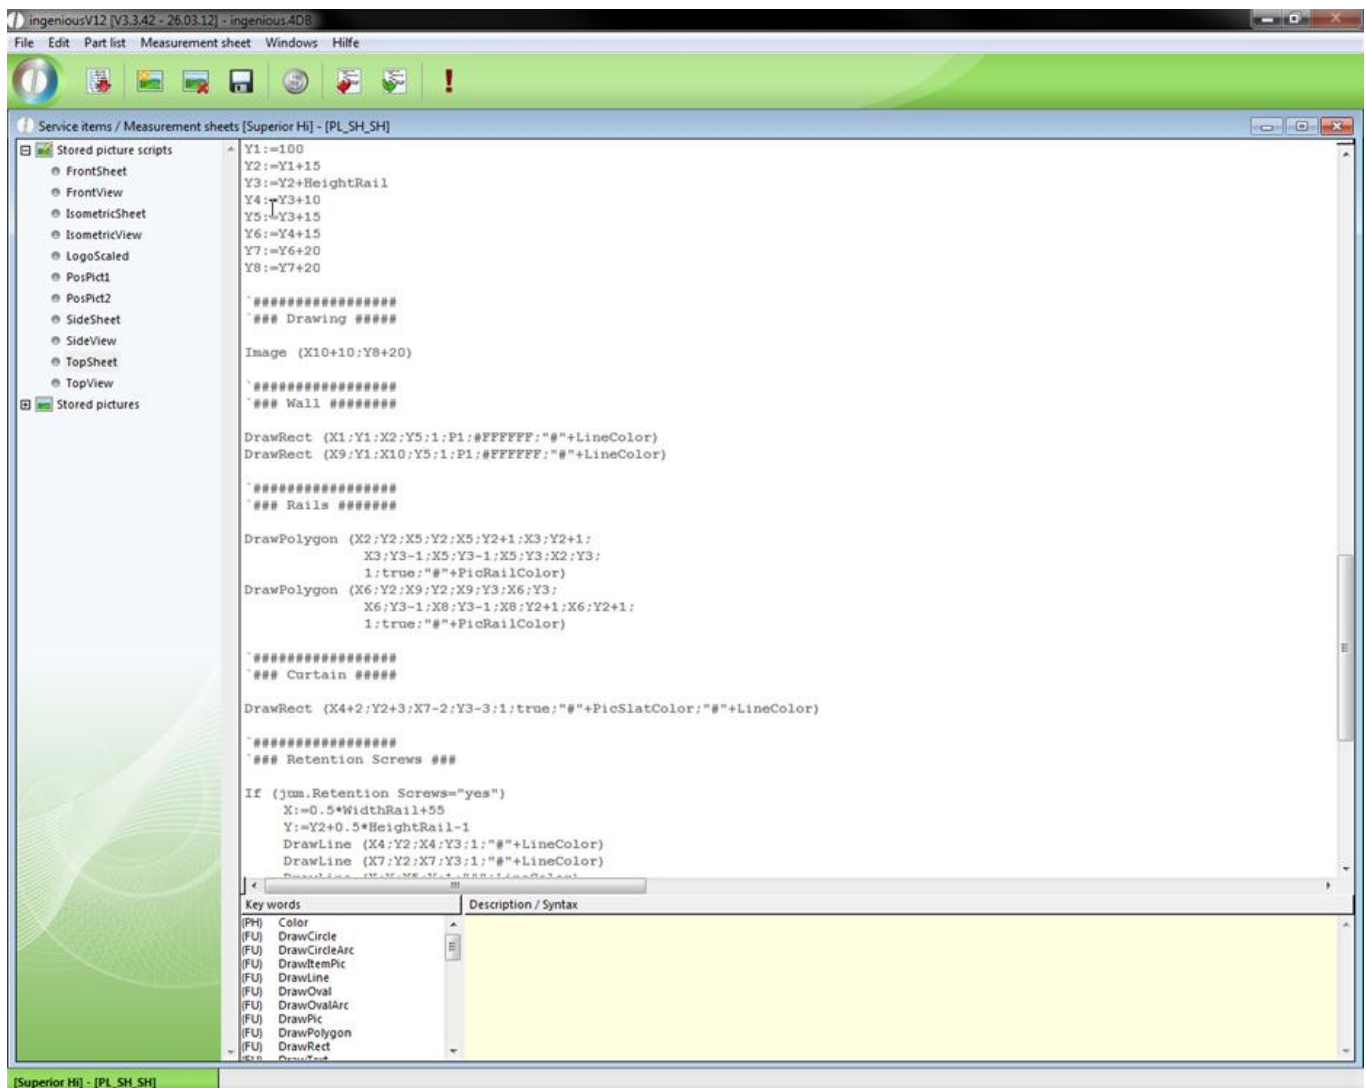 ingeniousV12 [V3.3.42 - 26.03.12] - ingenious.4DB
File Edit Part list Measurement sheet Windows Hilfe
Service items / Measurement sheets [Superior Hi] - [PL_SH_SH]
Stored picture scripts
FrontSheet
FrontView
IsometricSheet
IsometricView
LogoScaled
PosPict1
PosPict2
SideSheet
SideView
TopSheet
TopView
Stored pictures
Y1:=100
Y2:=Y1+15
Y3:=Y2+HeightRail
Y4:=Y3+10
Y5:=Y3+15
Y6:=Y4+15
Y7:=Y6+20
Y8:=Y7+20
`#################
`### Drawing #####
Image (X10+10;Y8+20)
`#################
`### Wall ########
DrawRect (X1;Y1;X2;Y5;1;P1;#FFFFFF;"#"+LineColor)
DrawRect (X9;Y1;X10;Y5;1;P1;#FFFFFF;"#"+LineColor)
`#################
`### Rails #######
DrawPolygon (X2;Y2;X5;Y2;X5;Y2+1;X3;Y2+1;
X3;Y3-1;X5;Y3-1;X5;Y3;X2;Y3;
1;true;"#"+PicRailColor)
DrawPolygon (X6;Y2;X9;Y2;X9;Y3;X6;Y3;
X6;Y3-1;X8;Y3-1;X8;Y2+1;X6;Y2+1;
1;true;"#"+PicRailColor)
`#################
`### Curtain #####
DrawRect (X4+2;Y2+3;X7-2;Y3-3;1;true;"#"+PicSlatColor;"#"+LineColor)
`#################
`### Retention Screws ###
If (jum.Retention Screws="yes")
X:=0.5*WidthRail+55
Y:=Y2+0.5*HeightRail-1
DrawLine (X4;Y2;X4;Y3;1;"#"+LineColor)
DrawLine (X7;Y2;X7;Y3;1;"#"+LineColor)
Key words
Description / Syntax
(PH) Color
(FU) DrawCircle
(FU) DrawCircleArc
(FU) DrawItemPic
(FU) DrawLine
(FU) DrawOval
(FU) DrawOvalArc
(FU) DrawPic
(FU) DrawPolygon
(FU) DrawRect
[Superior Hi] - [PL_SH_SH]